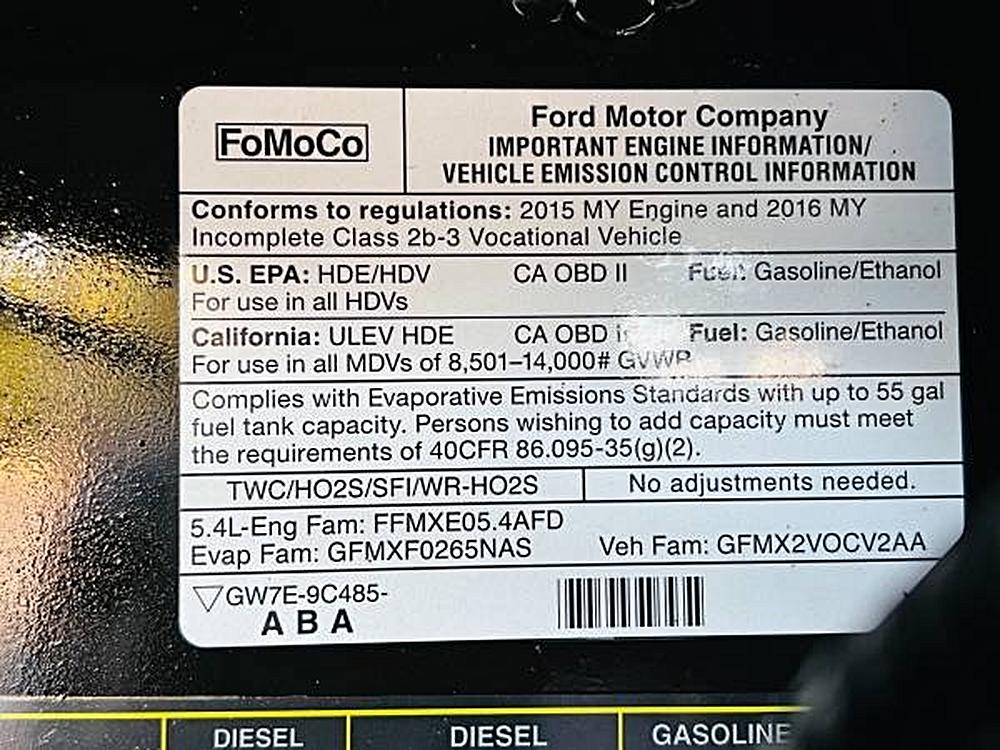 FoMoCo
Ford Motor Company
IMPORTANT ENGINE INFORMATION/
VEHICLE EMISSION CONTROL INFORMATION
Conforms to regulations: 2015 MY Engine and 2016 MY
Incomplete Class 2b-3 Vocational Vehicle
U.S. EPA: HDE/HDV CA OBD II Fuel: Gasoline/Ethanol
For use in all HDVs
California: ULEV HDE CA OBD Fuel: Gasoline/Ethanol
For use in all MDVs of 8,501–14,000# GVWR
Complies with Evaporative Emissions Standards with up to 55 gal
fuel tank capacity. Persons wishing to add capacity must meet
the requirements of 40CFR 86.095-35(g)(2).
TWC/HO2S/SFI/WR-HO2S No adjustments needed.
5.4L-Eng Fam: FFMXE05.4AFD
Evap Fam: GFMXF0265NAS Veh Fam: GFMX2VOCV2AA
GW7E-9C485-
A B A
DIESEL DIESEL GASOLINE